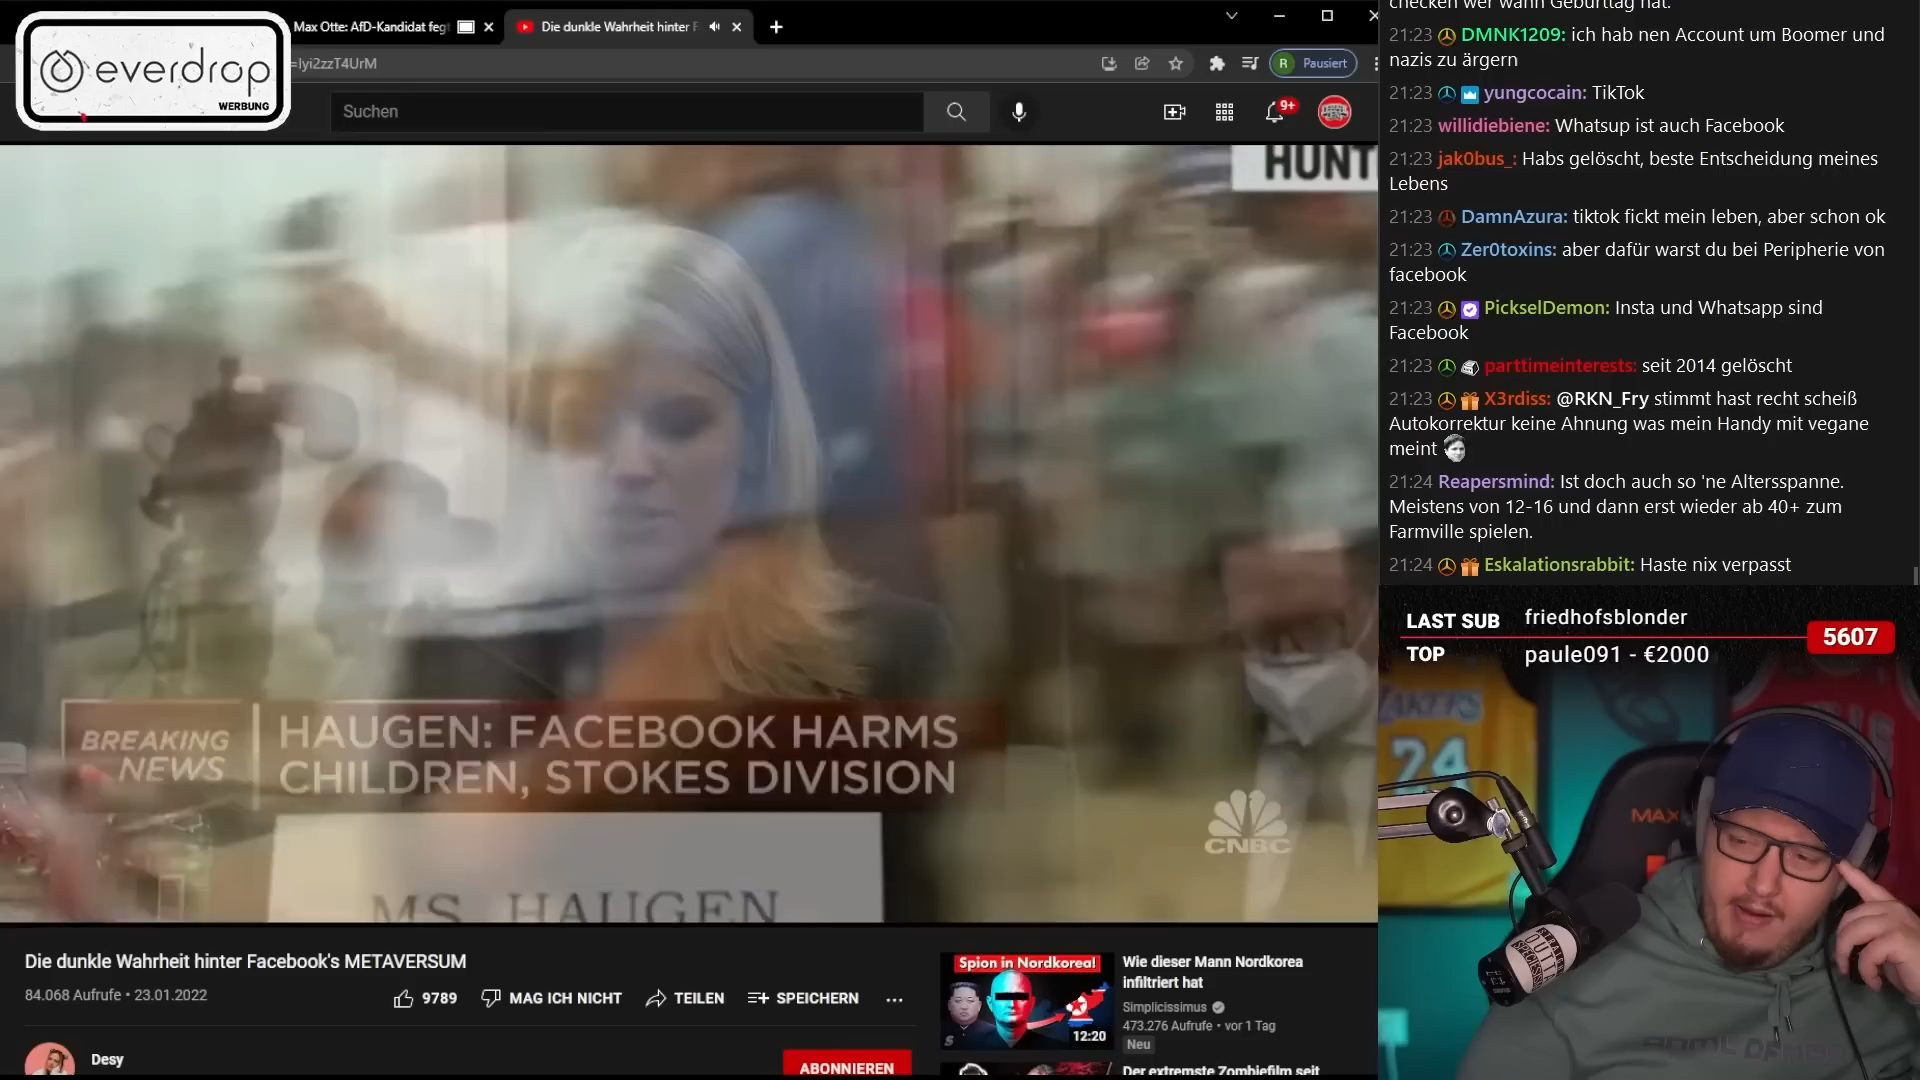 everdrop
WERBUNG
Max Otte: AfD-Kandidat feg
Die dunkle Wahrheit hinter F
=lyi2zzT4UrM
R Pausiert
Suchen
9+
HUNT
BREAKING NEWS
HAUGEN: FACEBOOK HARMS
CHILDREN, STOKES DIVISION
CNBC
MS. HAUGEN
Die dunkle Wahrheit hinter Facebook's METAVERSUM
84.068 Aufrufe • 23.01.2022
9789
MAG ICH NICHT
TEILEN
SPEICHERN
Desy
ABONNIEREN
Spion in Nordkorea!
12:20
Wie dieser Mann Nordkorea
infiltriert hat
Simplicissimus
473.276 Aufrufe • vor 1 Tag
Neu
Der extremste Zombiefilm seit
checken wer wann Geburttag hat.
21:23 DMNK1209: ich hab nen Account um Boomer und
nazis zu ärgern
21:23 yungcocain: TikTok
21:23 willidiebiene: Whatsup ist auch Facebook
21:23 jak0bus_: Habs gelöscht, beste Entscheidung meines
Lebens
21:23 DamnAzura: tiktok fickt mein leben, aber schon ok
21:23 Zer0toxins: aber dafür warst du bei Peripherie von
facebook
21:23 PickselDemon: Insta und Whatsapp sind
Facebook
21:23 parttimeinterests: seit 2014 gelöscht
21:23 X3rdiss: @RKN_Fry stimmt hast recht scheiß
Autokorrektur keine Ahnung was mein Handy mit vegane
meint
21:24 Reapersmind: Ist doch auch so 'ne Altersspanne.
Meistens von 12-16 und dann erst wieder ab 40+ zum
Farmville spielen.
21:24 Eskalationsrabbit: Haste nix verpasst
LAST SUB friedhofsblonder
5607
TOP paule091 - €2000
LAKERS
24
MAX
OUTTA